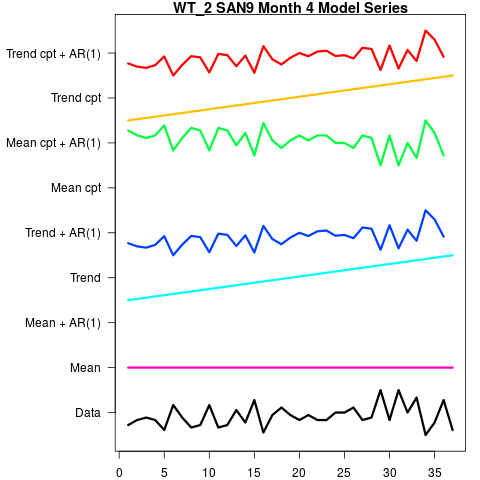 WT_2 SAN9 Month 4 Model Series
Trend cpt + AR(1)
Trend cpt
Mean cpt + AR(1)
Mean cpt
Trend + AR(1)
Trend
Mean + AR(1)
Mean
Data
0 5 10 15 20 25 30 35